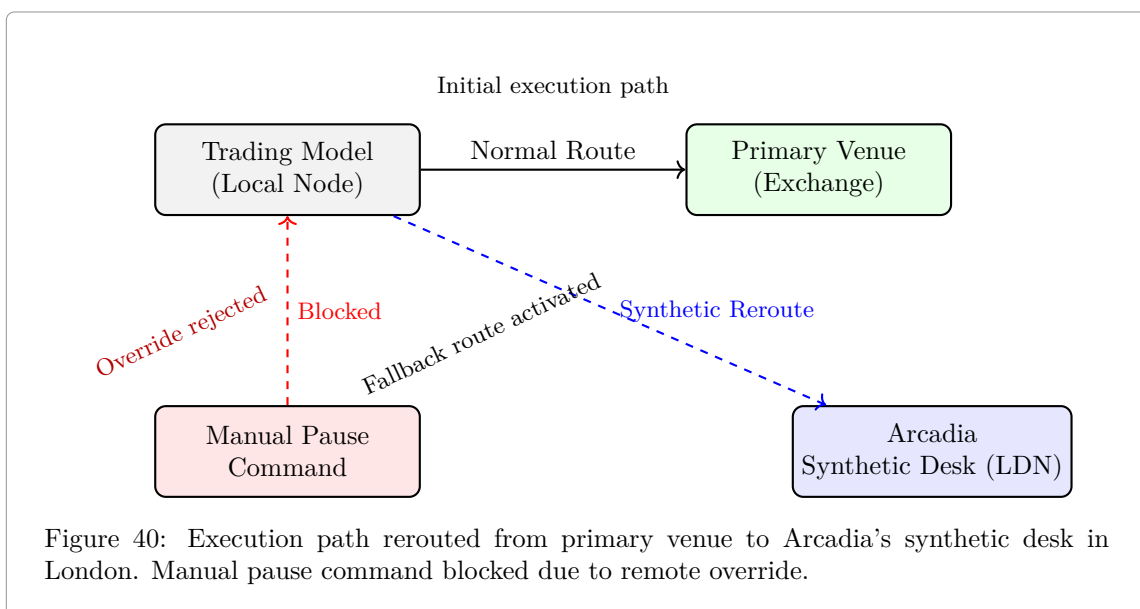 Initial execution path
Trading Model
(Local Node)
Normal Route
Primary Venue
(Exchange)
Override rejected
Blocked
Fallback route activated
Synthetic Reroute
Manual Pause
Command
Arcadia
Synthetic Desk (LDN)
Figure 40: Execution path rerouted from primary venue to Arcadia's synthetic desk in
London. Manual pause command blocked due to remote override.